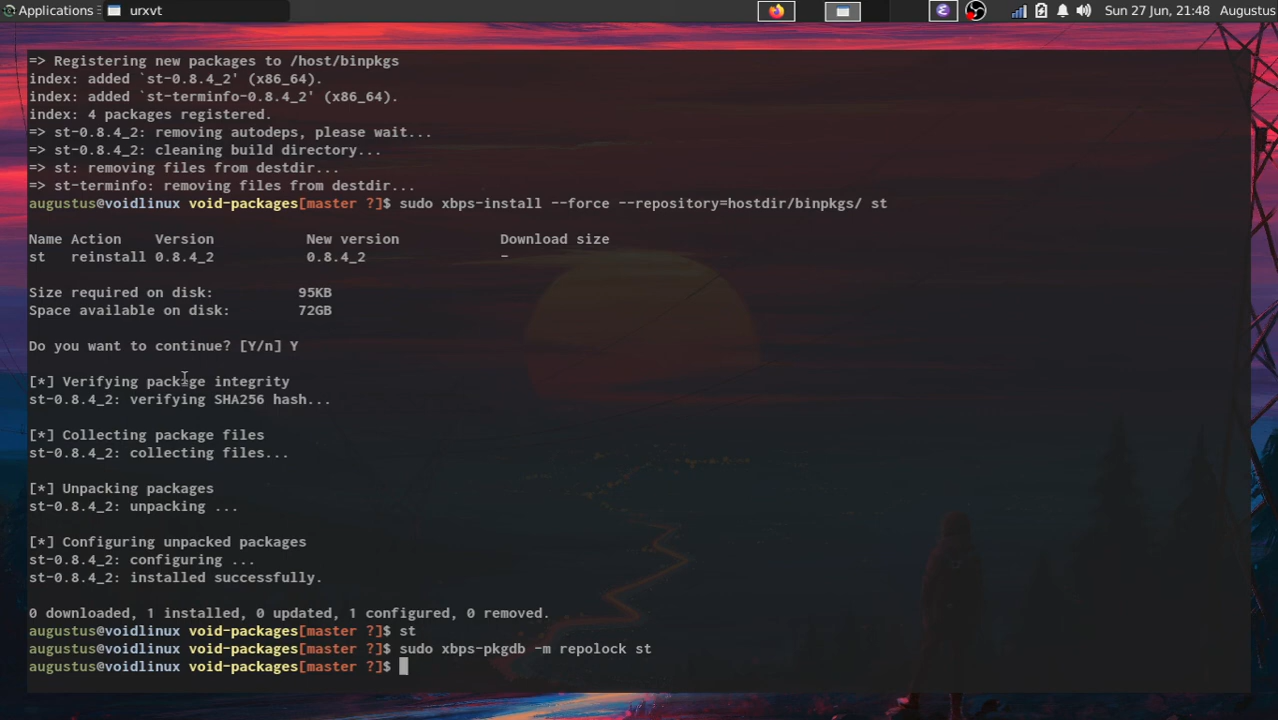 Applications urxvt Sun 27 Jun, 21:48 Augustus
=> Registering new packages to /host/binpkgs
index: added `st-0.8.4_2' (x86_64).
index: added `st-terminfo-0.8.4_2' (x86_64).
index: 4 packages registered.
=> st-0.8.4_2: removing autodeps, please wait...
=> st-0.8.4_2: cleaning build directory...
=> st: removing files from destdir...
=> st-terminfo: removing files from destdir...
augustus@voidlinux void-packages[master ?]$ sudo xbps-install --force --repository=hostdir/binpkgs/ st
Name Action    Version           New version            Download size
st   reinstall 0.8.4_2           0.8.4_2                -
Size required on disk:          95KB
Space available on disk:        72GB
Do you want to continue? [Y/n] Y
[*] Verifying package integrity
st-0.8.4_2: verifying SHA256 hash...
[*] Collecting package files
st-0.8.4_2: collecting files...
[*] Unpacking packages
st-0.8.4_2: unpacking ...
[*] Configuring unpacked packages
st-0.8.4_2: configuring ...
st-0.8.4_2: installed successfully.
0 downloaded, 1 installed, 0 updated, 1 configured, 0 removed.
augustus@voidlinux void-packages[master ?]$ st
augustus@voidlinux void-packages[master ?]$ sudo xbps-pkgdb -m repolock st
augustus@voidlinux void-packages[master ?]$